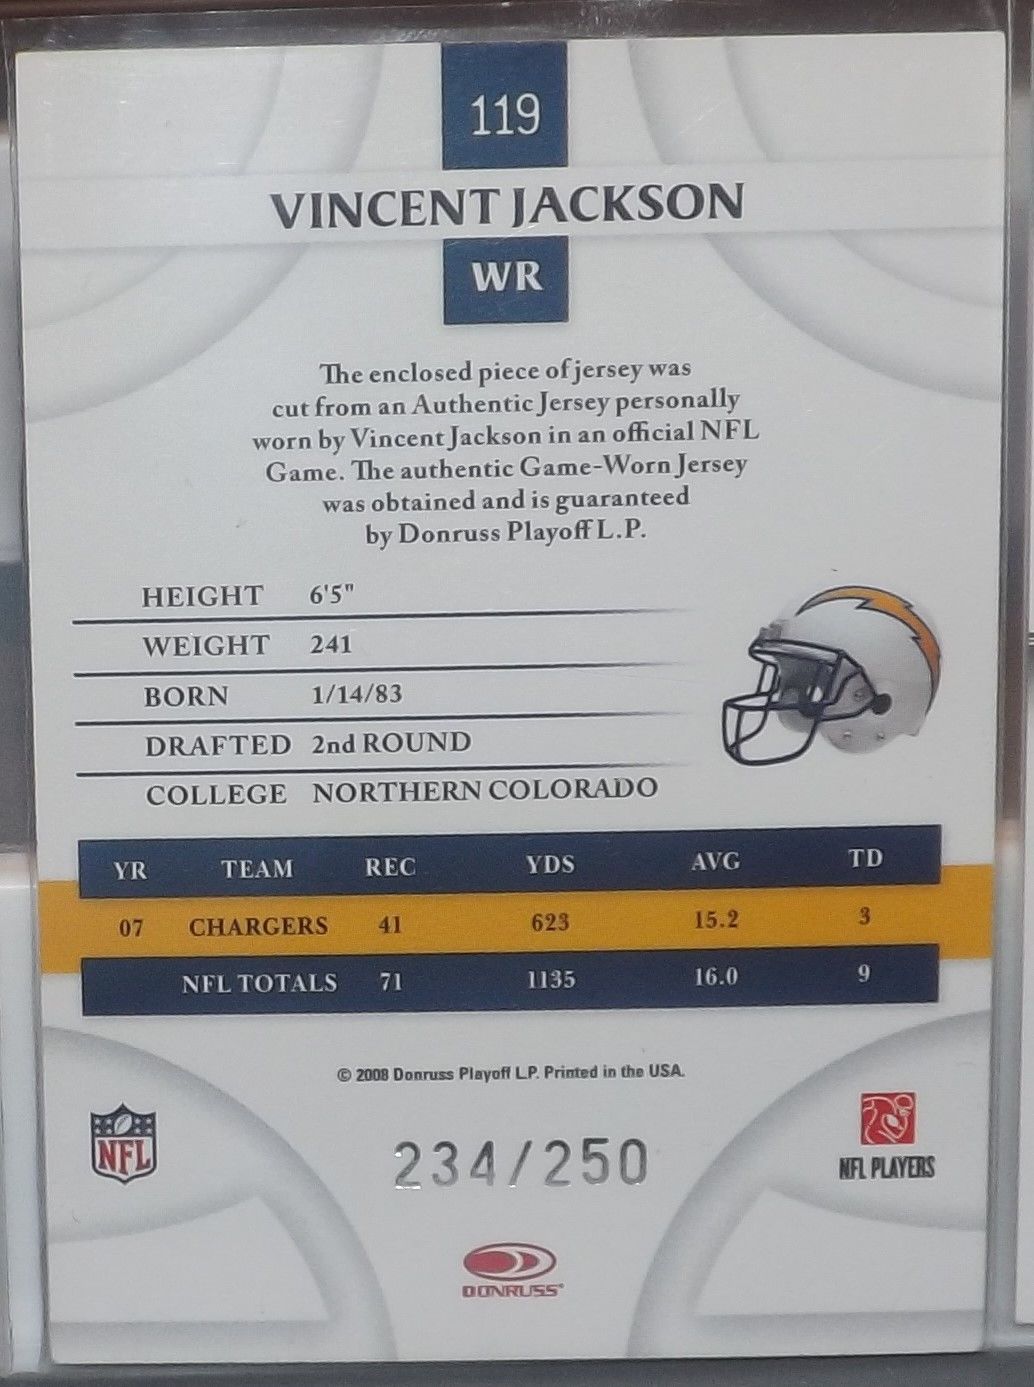 119
VINCENT JACKSON
WR
The enclosed piece of jersey was
cut from an Authentic Jersey personally
worn by Vincent Jackson in an official NFL
Game. The authentic Game-Worn Jersey
was obtained and is guaranteed
by Donruss Playoff L.P.
HEIGHT 6'5"
WEIGHT 241
BORN 1/14/83
DRAFTED 2nd ROUND
COLLEGE NORTHERN COLORADO
YR TEAM REC YDS AVG TD
07 CHARGERS 41 623 15.2 3
NFL TOTALS 71 1135 16.0 9
© 2008 Donruss Playoff L.P. Printed in the USA.
NFL
234/250
NFL PLAYERS
DONRUSS